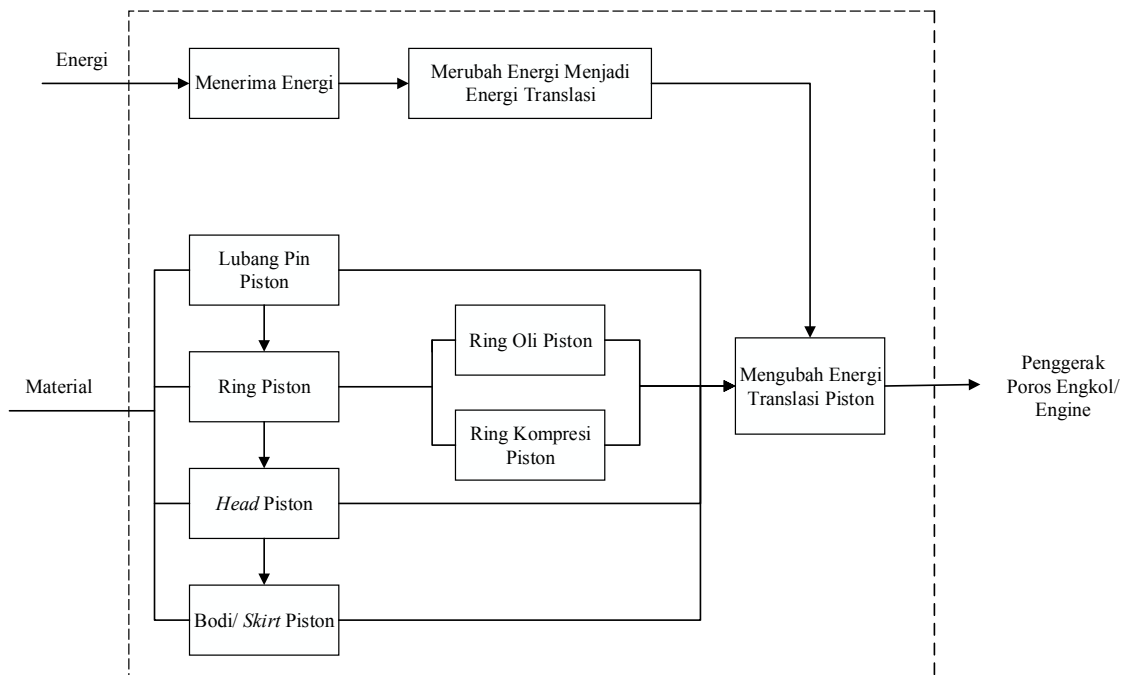 Energi
Menerima Energi
Merubah Energi Menjadi
Energi Translasi
Lubang Pin
Piston
Ring Piston
Ring Oli Piston
Ring Kompresi
Piston
Material
Head Piston
Bodi/ Skirt Piston
Mengubah Energi
Translasi Piston
Penggerak
Poros Engkol/
Engine